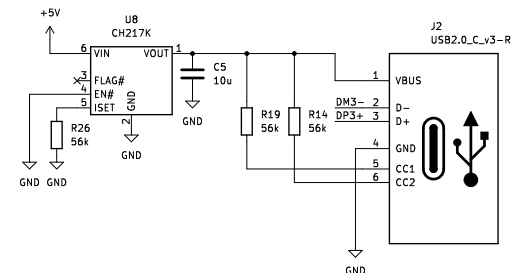 +5V
U8
CH217K
6 VIN VOUT 1
3 FLAG#
4 EN#
5 ISET
GND
2
R26
56k
GND GND
GND
C5
10u
GND
R19
56k
R14
56k
J2
USB2.0_C_v3-R
1 VBUS
DM3- 2 D-
DP3+ 3 D+
4 GND
5 CC1
6 CC2
GND